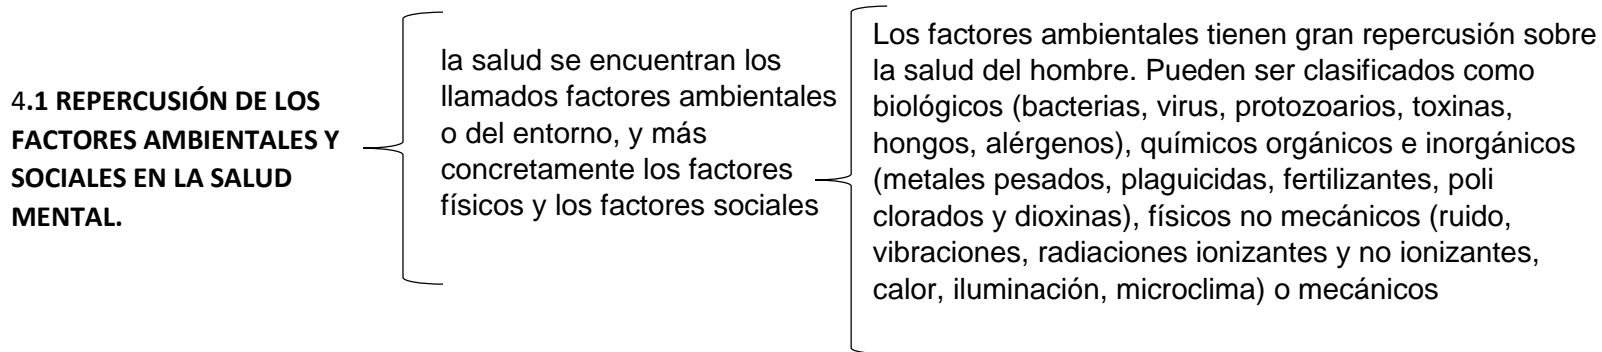 4.1 REPERCUSIÓN DE LOS
FACTORES AMBIENTALES Y
SOCIALES EN LA SALUD
MENTAL.
la salud se encuentran los
llamados factores ambientales
o del entorno, y más
concretamente los factores
físicos y los factores sociales
Los factores ambientales tienen gran repercusión sobre
la salud del hombre. Pueden ser clasificados como
biológicos (bacterias, virus, protozoarios, toxinas,
hongos, alérgenos), químicos orgánicos e inorgánicos
(metales pesados, plaguicidas, fertilizantes, poli
clorados y dioxinas), físicos no mecánicos (ruido,
vibraciones, radiaciones ionizantes y no ionizantes,
calor, iluminación, microclima) o mecánicos